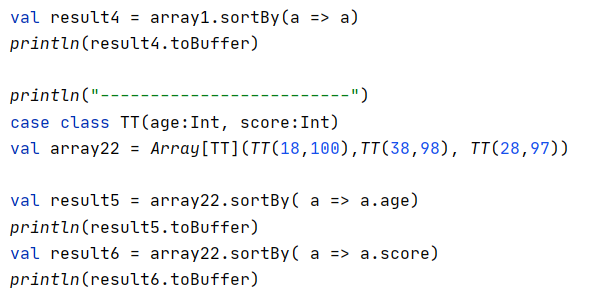 val result4 = array1.sortBy(a => a)
println(result4.toBuffer)
println("-------------------------")
case class TT(age:Int, score:Int)
val array22 = Array[TT](TT(18,100),TT(38,98), TT(28,97))
val result5 = array22.sortBy( a => a.age)
println(result5.toBuffer)
val result6 = array22.sortBy( a => a.score)
println(result6.toBuffer)